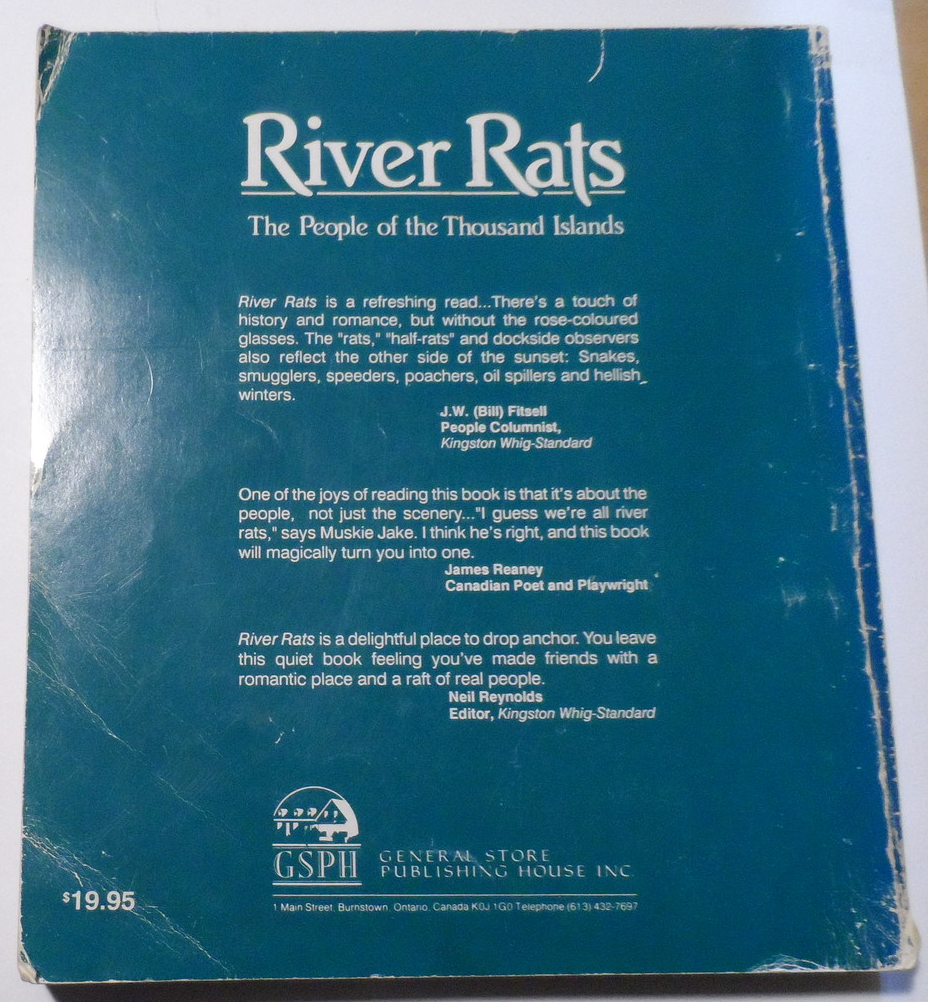 River Rats
The People of the Thousand Islands
River Rats is a refreshing read...There's a touch of
history and romance, but without the rose-coloured
glasses. The "rats," "half-rats" and dockside observers
also reflect the other side of the sunset: Snakes,
smugglers, speeders, poachers, oil spillers and hellish
winters.
J.W. (Bill) Fitsell
People Columnist,
Kingston Whig-Standard
One of the joys of reading this book is that it's about the
people, not just the scenery..."I guess we're all river
rats," says Muskie Jake. I think he's right, and this book
will magically turn you into one.
James Reaney
Canadian Poet and Playwright
River Rats is a delightful place to drop anchor. You leave
this quiet book feeling you've made friends with a
romantic place and a raft of real people.
Neil Reynolds
Editor, Kingston Whig-Standard
GSPH
GENERAL STORE
PUBLISHING HOUSE INC.
1 Main Street, Burnstown, Ontario, Canada K0J 1G0 Telephone (613) 432-7697
$19.95